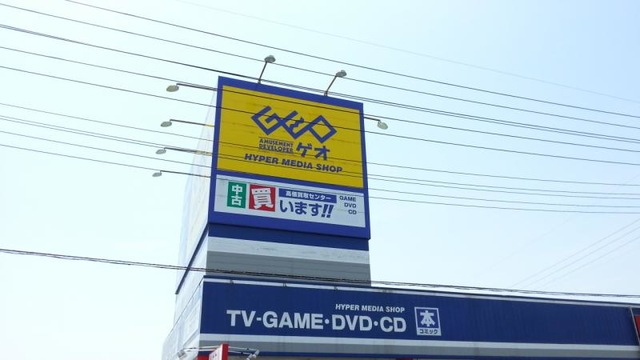 GEO
AMUSEMENT
DEVELOPER ゲオ
HYPER MEDIA SHOP
中古 買 高価買取センター
います!!
GAME
DVD
CD
HYPER MEDIA SHOP
TV-GAME・DVD・CD 本
コミック